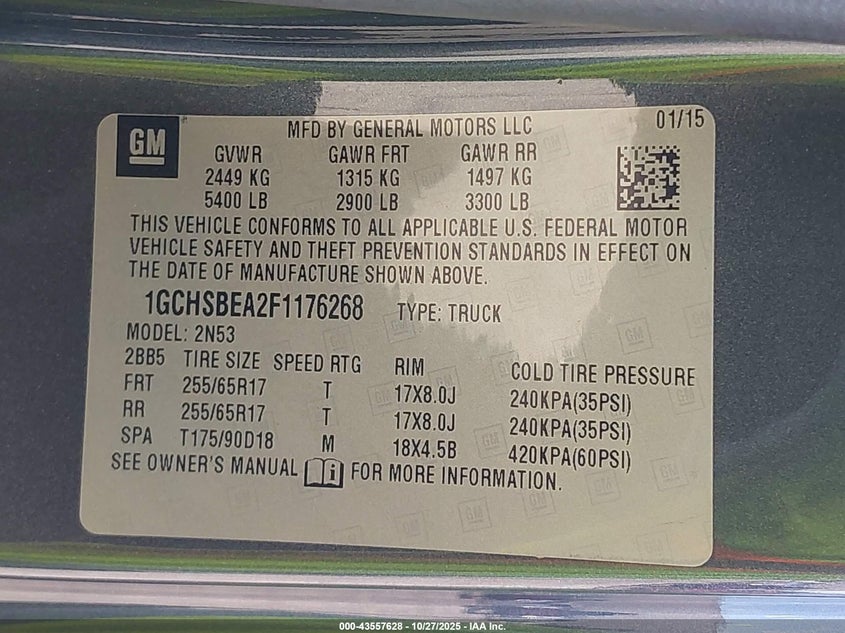 GM
MFD BY GENERAL MOTORS LLC
01/15
GVWR GAWR FRT GAWR RR
2449 KG 1315 KG 1497 KG
5400 LB 2900 LB 3300 LB
THIS VEHICLE CONFORMS TO ALL APPLICABLE U.S. FEDERAL MOTOR
VEHICLE SAFETY AND THEFT PREVENTION STANDARDS IN EFFECT ON
THE DATE OF MANUFACTURE SHOWN ABOVE.
1GCHSBEA2F1176268 TYPE: TRUCK
MODEL: 2N53
2BB5 TIRE SIZE SPEED RTG RIM COLD TIRE PRESSURE
FRT 255/65R17 T 17X8.0J 240KPA(35PSI)
RR 255/65R17 T 17X8.0J 240KPA(35PSI)
SPA T175/90D18 M 18X4.5B 420KPA(60PSI)
SEE OWNER'S MANUAL i FOR MORE INFORMATION.
000-43557628 - 10/27/2025 - IAA Inc.